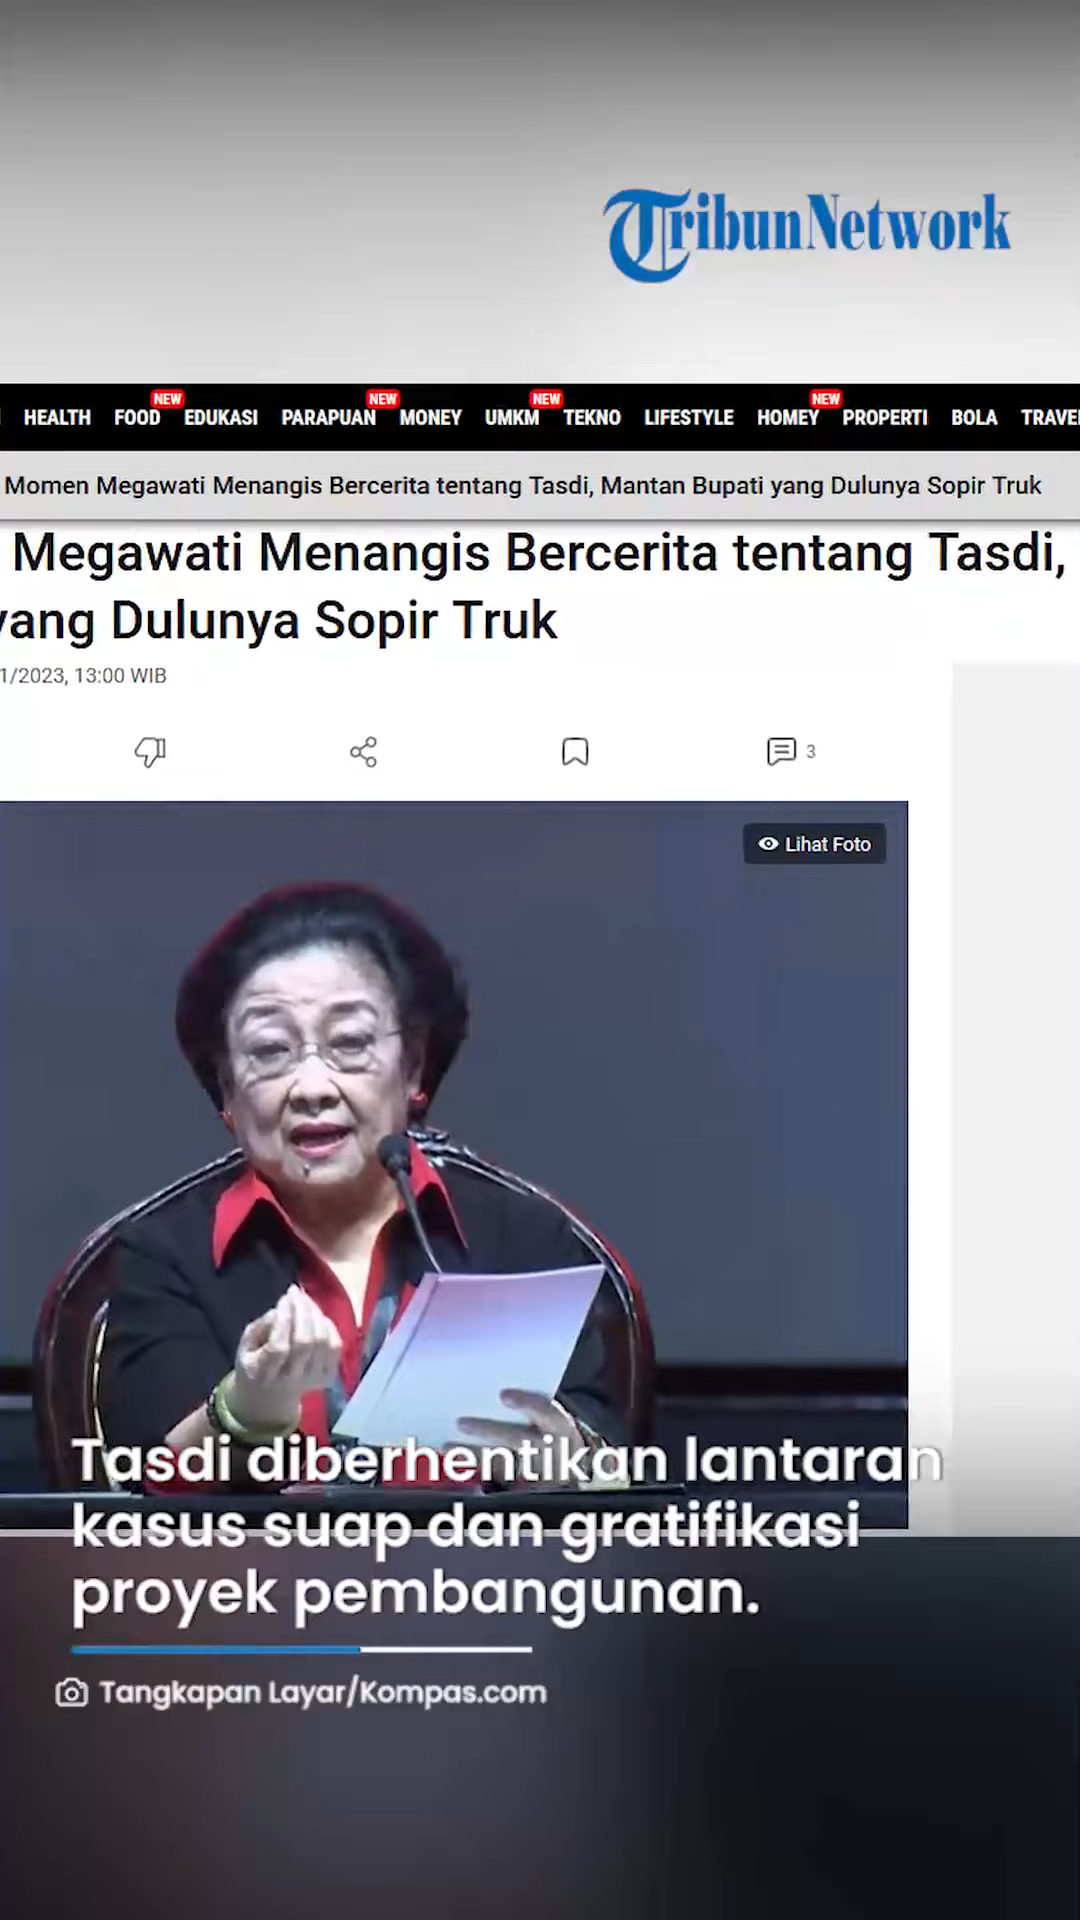 TribunNetwork
HEALTH FOOD NEW EDUKASI PARAPUAN NEW MONEY UMKM NEW TEKNO LIFESTYLE HOMEY NEW PROPERTI BOLA TRAVEL
Momen Megawati Menangis Bercerita tentang Tasdi, Mantan Bupati yang Dulunya Sopir Truk
Megawati Menangis Bercerita tentang Tasdi,
yang Dulunya Sopir Truk
1/2023, 13:00 WIB
3
Lihat Foto
Tasdi diberhentikan lantaran
kasus suap dan gratifikasi
proyek pembangunan.
Tangkapan Layar/Kompas.com